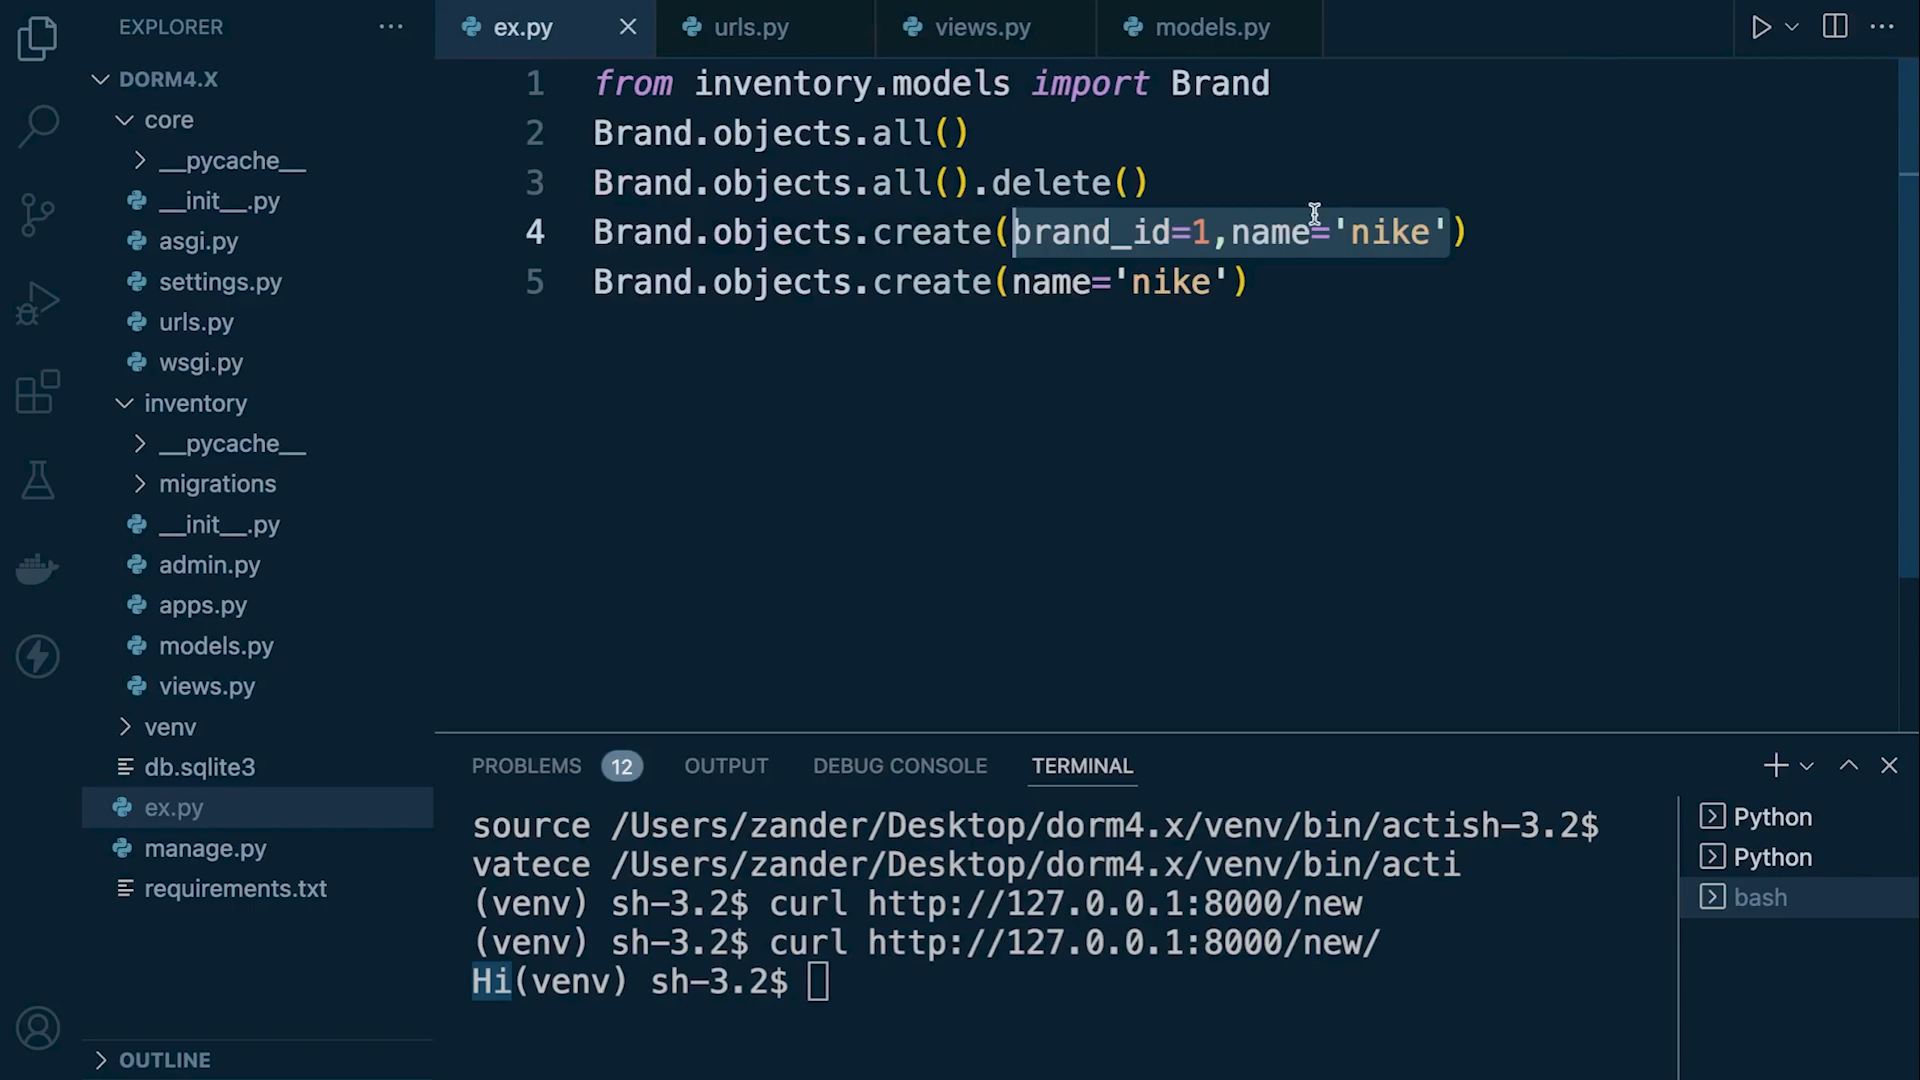 EXPLORER
DORM4.X
core
__pycache__
__init__.py
asgi.py
settings.py
urls.py
wsgi.py
inventory
__pycache__
migrations
__init__.py
admin.py
apps.py
models.py
views.py
venv
db.sqlite3
ex.py
manage.py
requirements.txt
OUTLINE
ex.py urls.py views.py models.py
1 from inventory.models import Brand
2 Brand.objects.all()
3 Brand.objects.all().delete()
4 Brand.objects.create(brand_id=1,name='nike')
5 Brand.objects.create(name='nike')
PROBLEMS 12 OUTPUT DEBUG CONSOLE TERMINAL
source /Users/zander/Desktop/dorm4.x/venv/bin/actish-3.2$
vatece /Users/zander/Desktop/dorm4.x/venv/bin/acti
(venv) sh-3.2$ curl http://127.0.0.1:8000/new
(venv) sh-3.2$ curl http://127.0.0.1:8000/new/
Hi(venv) sh-3.2$
Python
Python
bash